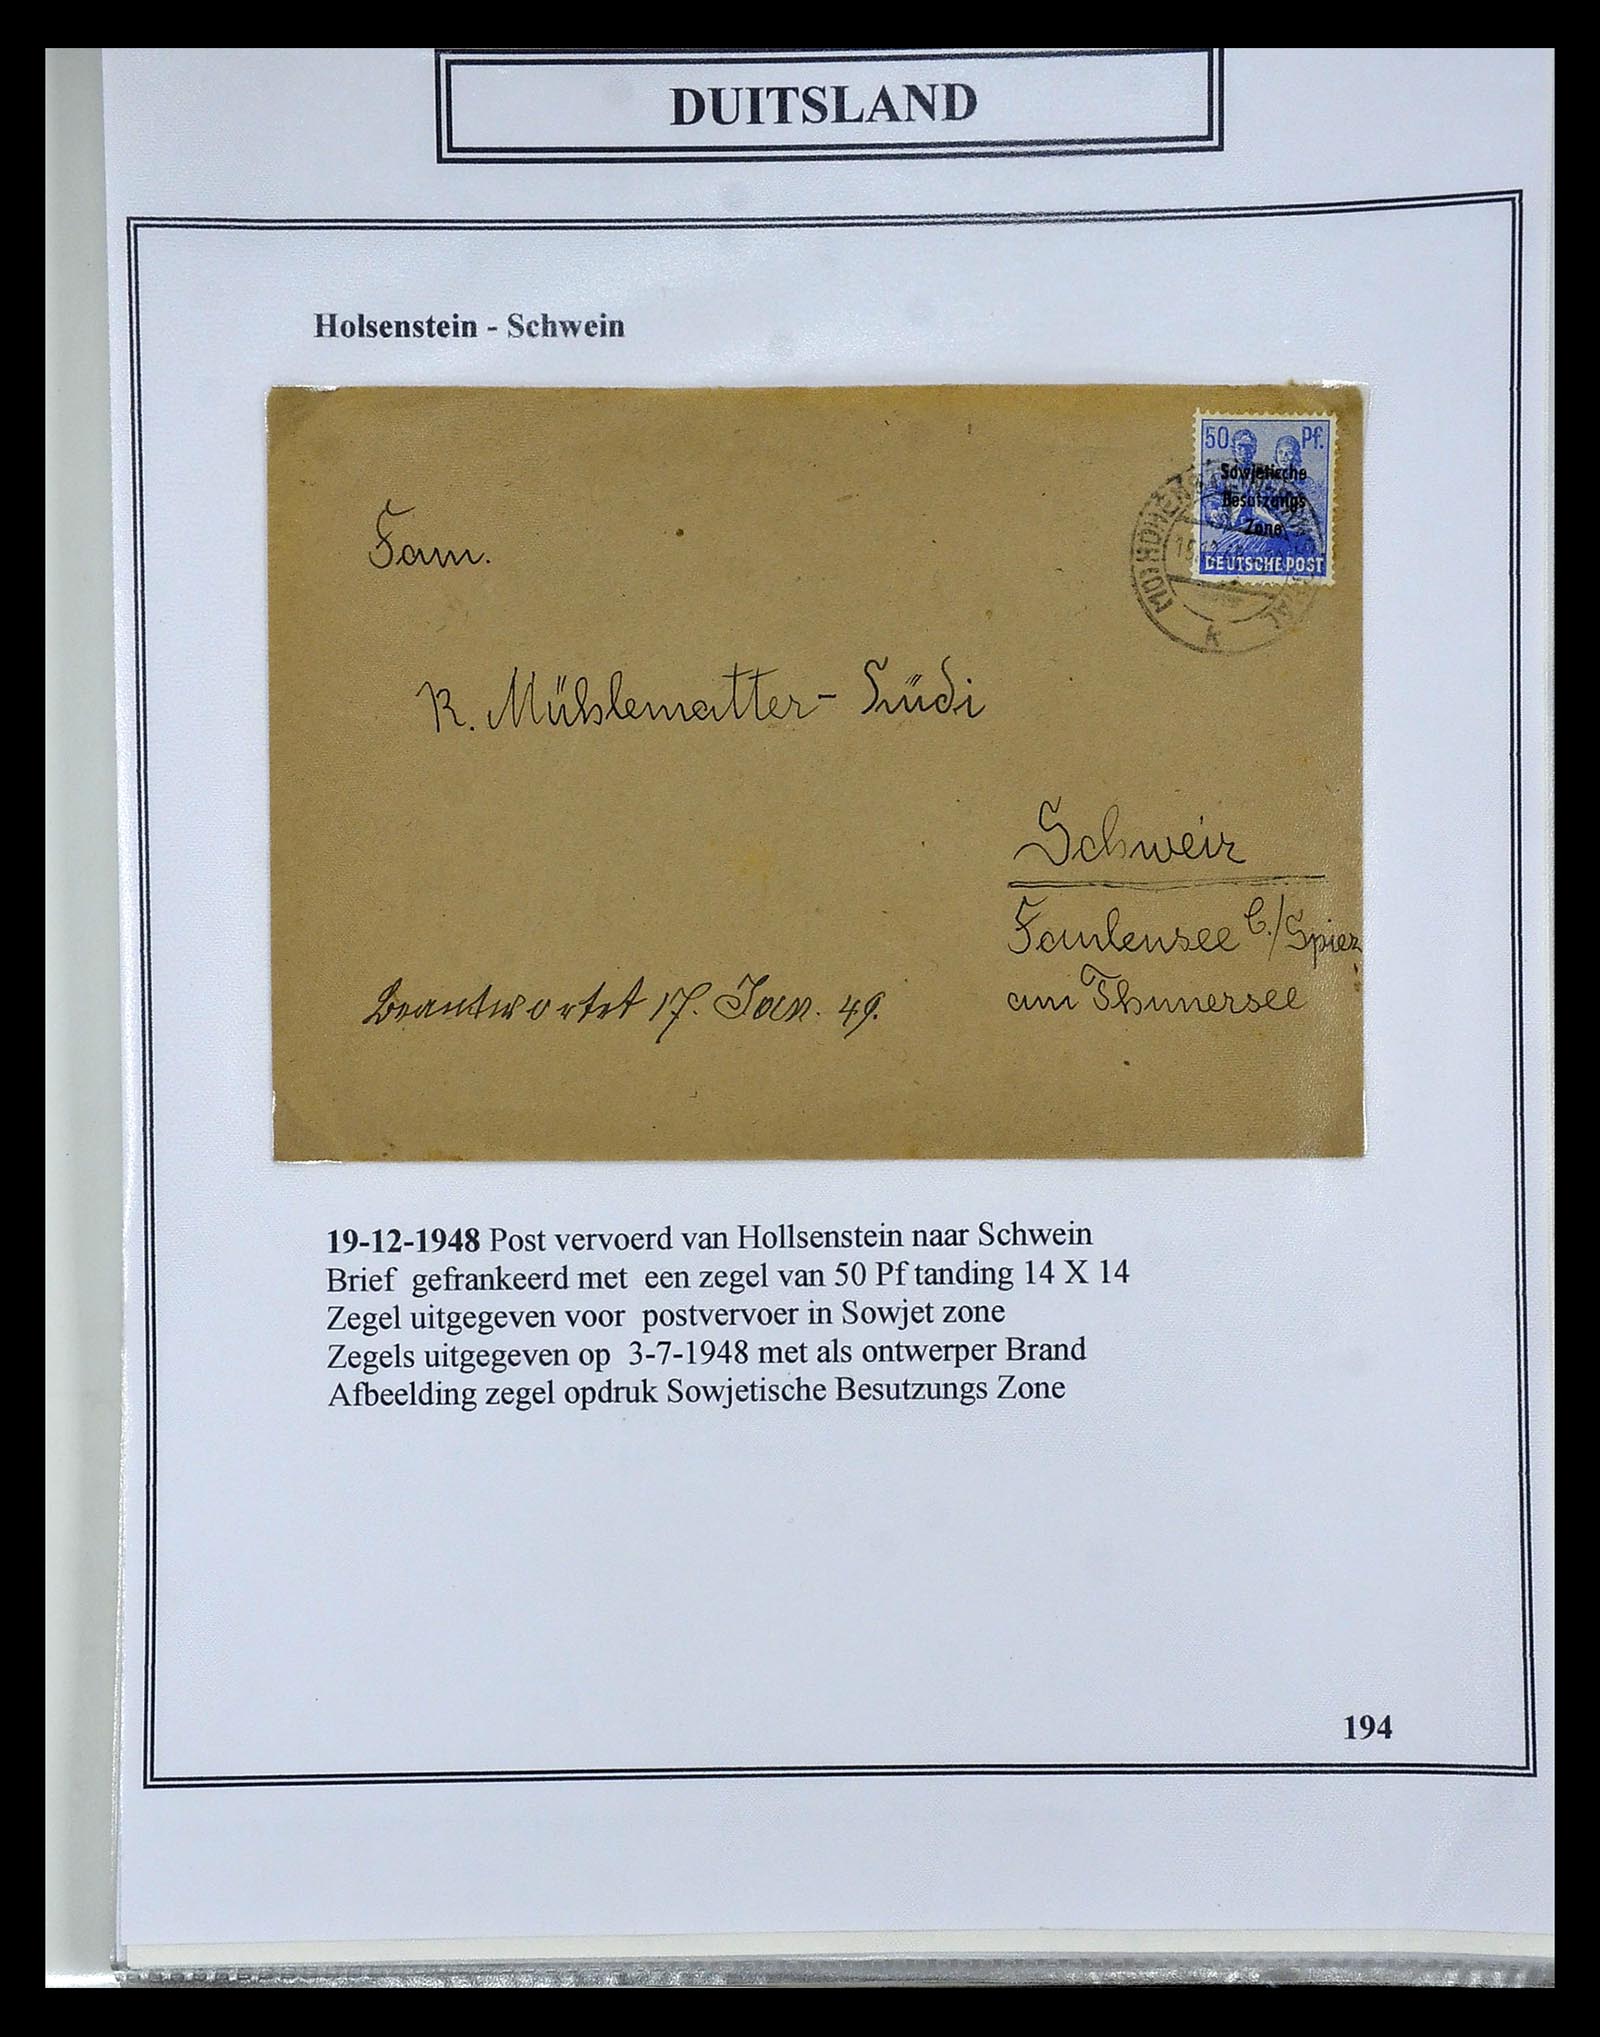 DUITSLAND
Holsenstein - Schwein
Fam.
50 Pf.
Sowjetische
Besatzungs
Zone
DEUTSCHE POST
k
R. Mühlematter-
Schweiz
Faulensee b./Spiez
am Thunersee
Beantwortet 17. Jan. 49.
19-12-1948 Post vervoerd van Hollsenstein naar Schwein
Brief gefrankeerd met een zegel van 50 Pf tanding 14 X 14
Zegel uitgegeven voor postvervoer in Sowjet zone
Zegels uitgegeven op 3-7-1948 met als ontwerper Brand
Afbeelding zegel opdruk Sowjetische Besutzungs Zone
194